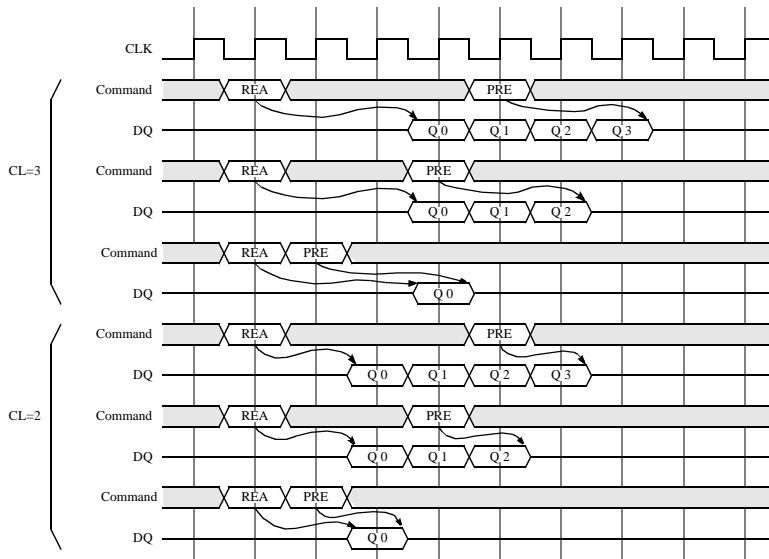 CLK
CL=3
Command REA PRE
DQ Q 0 Q 1 Q 2 Q 3
Command REA PRE
DQ Q 0 Q 1 Q 2
Command REA PRE
DQ Q 0
CL=2
Command REA PRE
DQ Q 0 Q 1 Q 2 Q 3
Command REA PRE
DQ Q 0 Q 1 Q 2
Command REA PRE
DQ Q 0